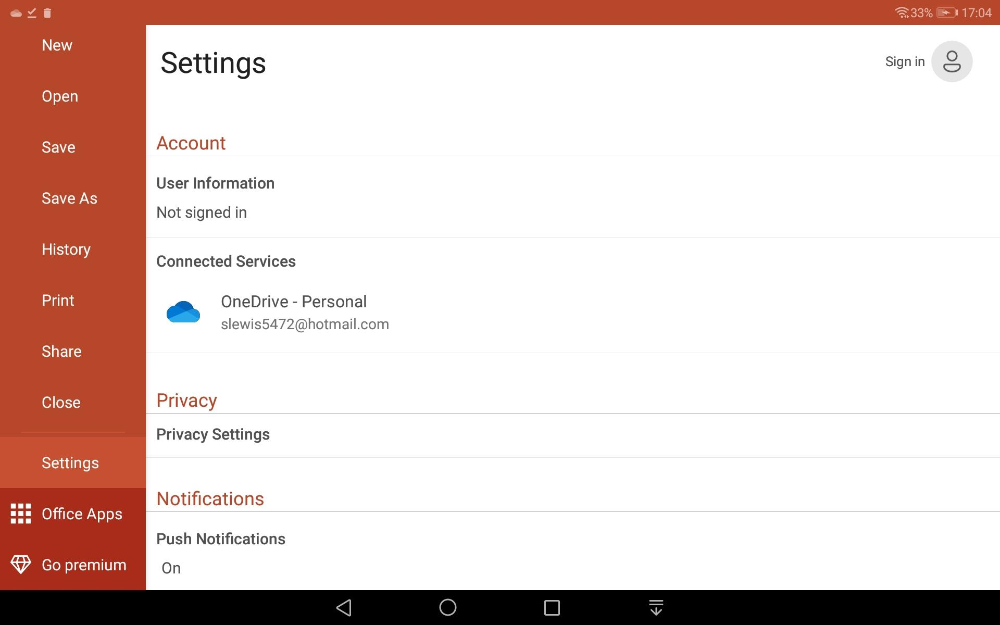 33% 17:04
New
Open
Save
Save As
History
Print
Share
Close
Settings
Office Apps
Go premium
Settings
Sign in
Account
User Information
Not signed in
Connected Services
OneDrive - Personal
slewis5472@hotmail.com
Privacy
Privacy Settings
Notifications
Push Notifications
On